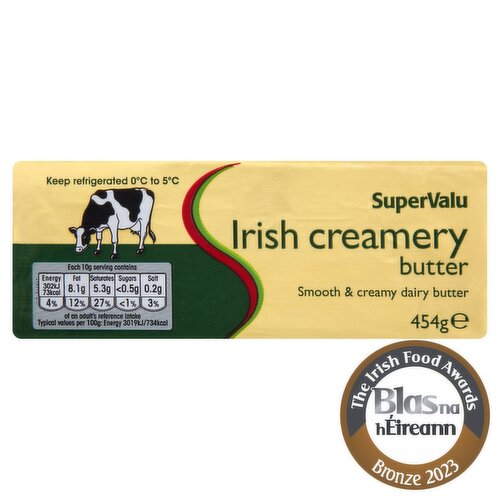 Keep refrigerated 0°C to 5°C
SuperValu
Irish creamery
butter
Smooth & creamy dairy butter
454g℮
Each 10g serving contains
Energy Fat Saturates Sugars Salt
302kJ 73kcal 8.1g 5.3g <0.5g 0.2g
4% 12% 27% <1% 3%
of an adult's reference intake
Typical values per 100g: Energy 3019kJ/734kcal
The Irish Food Awards
Blas na
hÉireann
Bronze 2023